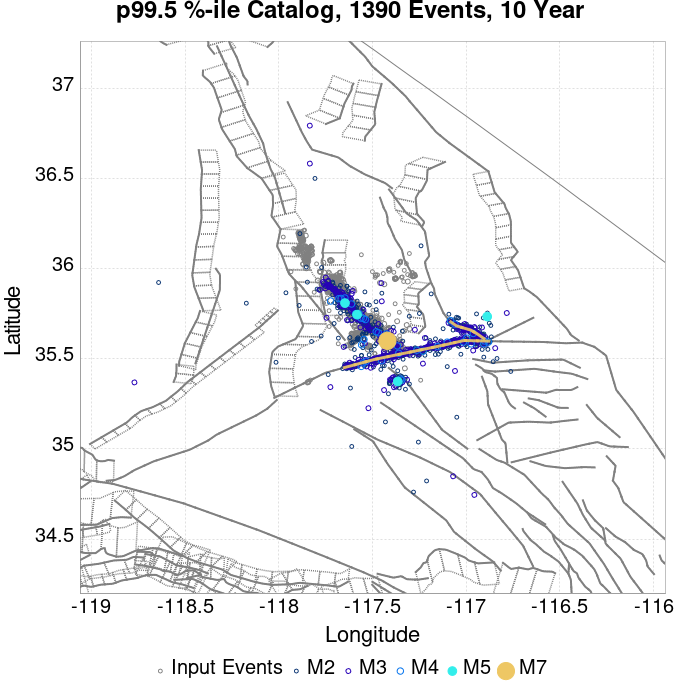 p99.5 %-ile Catalog, 1390 Events, 10 Year
37
36.5
36
35.5
35
34.5
Latitude
-119
-118.5
-118
-117.5
-117
-116.5
-116
Longitude
Input Events
M2
M3
M4
M5
M7